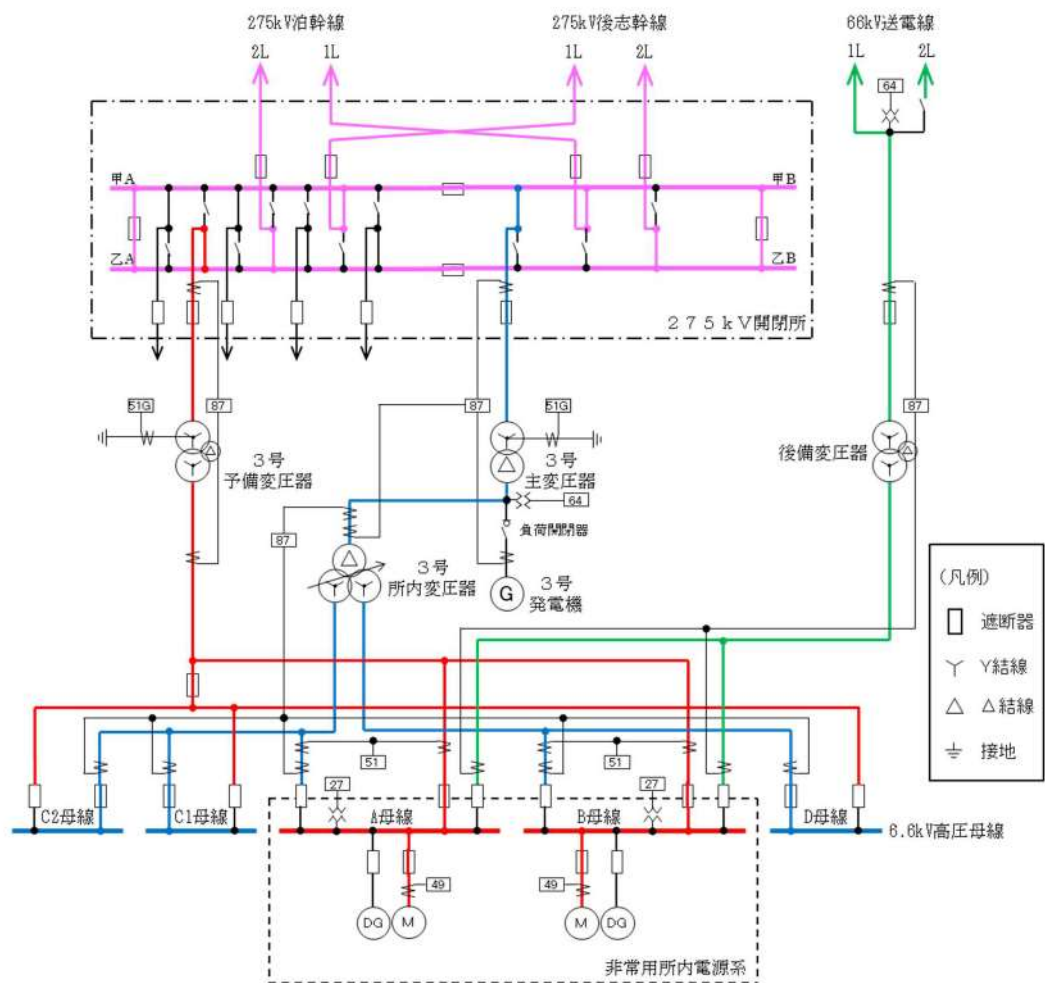 275kV泊幹線 275kV後志幹線 66kV送電線
2L 1L 1L 2L 1L 2L
64
甲A 甲B
乙A 乙B
275kV開閉所
51G 87 87 51G 87
3号
予備変圧器
3号
主変圧器
後備変圧器
64
87
負荷開閉器
3号
所内変圧器
G
3号
発電機
(凡例)
遮断器
Y結線
Δ結線
接地
51 51
27 27
C2母線 C1母線 A母線 B母線 D母線
6.6kV高圧母線
49 49
DG M M DG
非常用所内電源系